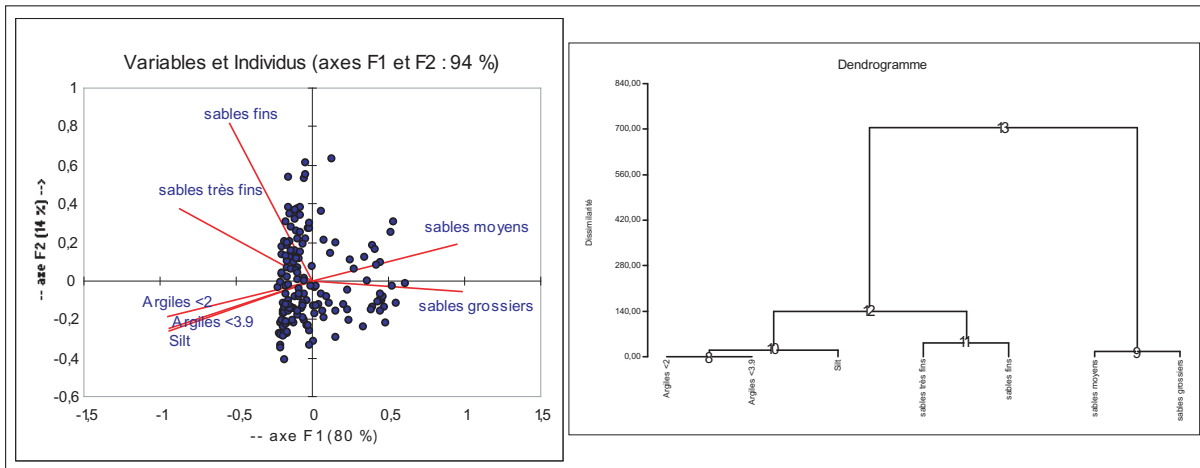 Variables et Individus (axes F1 et F2 : 94 %)
-- axe F2 (14 %) -->
1
0,8
0,6
0,4
0,2
0
-0,2
-0,4
-0,6
sables fins
sables très fins
sables moyens
sables grossiers
Argiles <2
Argiles <3.9
Silt
-1,5
-1
-0,5
0
0,5
1
1,5
-- axe F1 (80 %) -->
Dendrogramme
Dissimilarité
840,00
700,00
560,00
420,00
280,00
140,00
0,00
13
12
11
10
9
8
Argiles <2
Argiles <3.9
Silt
sables très fins
sables fins
sables moyens
sables grossiers